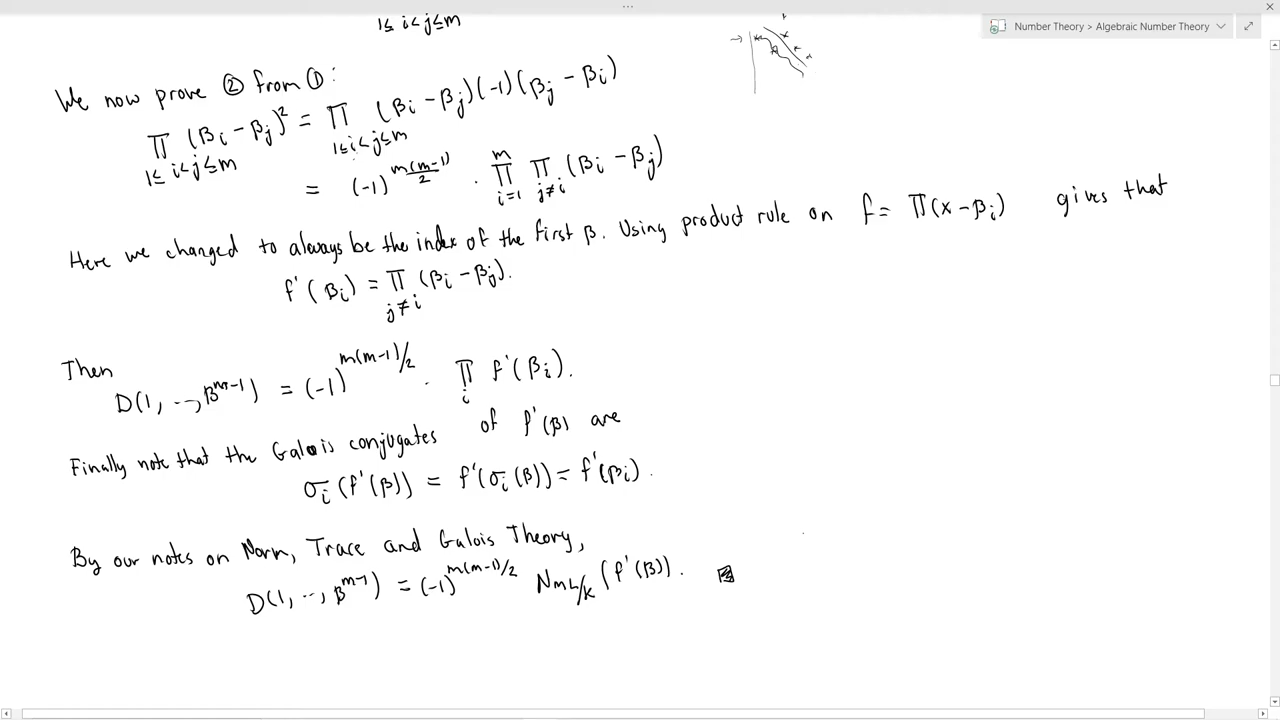 Number Theory > Algebraic Number Theory
1≤ i<j≤m
We now prove ② from ①:
∏ (βi - βj)² = ∏ (βi - βj)(-1)(βj - βi)
1≤ i<j≤m 1≤i<j≤m
= (-1)^{m(m-1)/2} · ∏_{i=1}^{m} ∏_{j≠i} (βi - βj)
Here we changed to always be the index of the first β. Using product rule on f = ∏(x - βi) gives that
f'(βi) = ∏_{j≠i} (βi - βj).
Then
D(1, ..., β^{m-1}) = (-1)^{m(m-1)/2} · ∏_i f'(βi).
Finally note that the Galois conjugates of f'(β) are
σi(f'(β)) = f'(σi(β)) = f'(βi).
By our notes on Norm, Trace and Galois Theory,
D(1, ..., β^{m-1}) = (-1)^{m(m-1)/2} Nm_{L/K}(f'(β)).